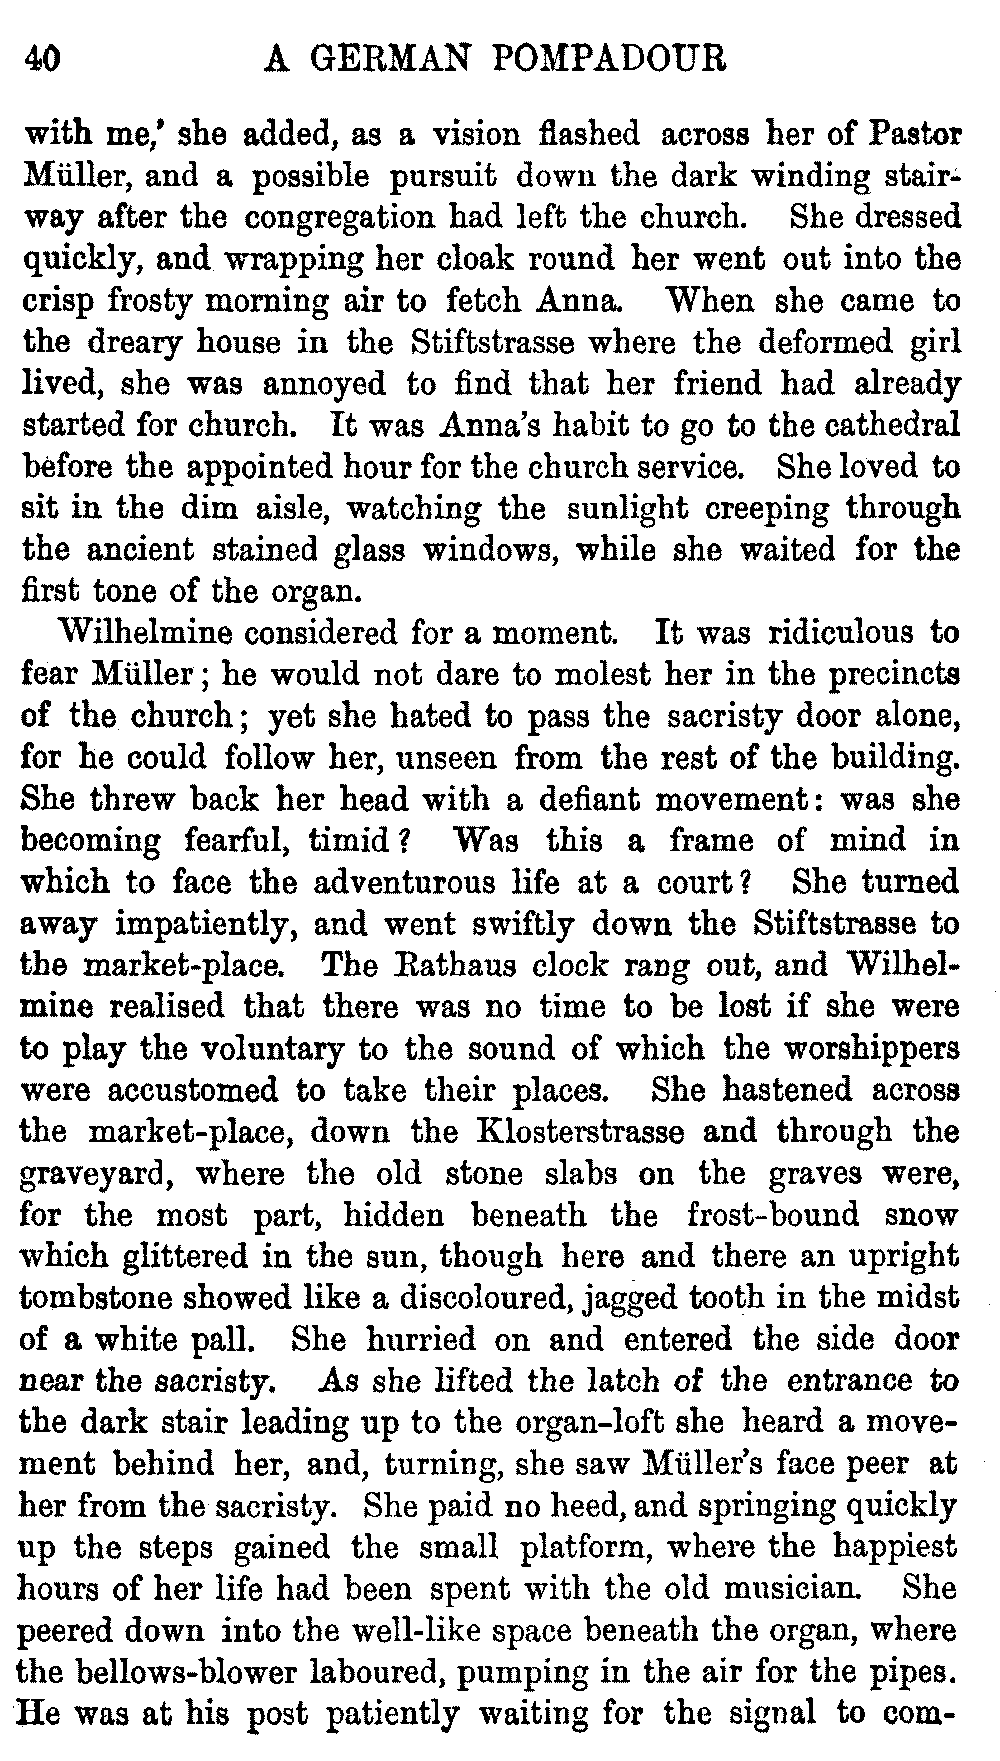 40 A GERMAN POMPADOUR
with me,' she added, as a vision flashed across her of Pastor
Müller, and a possible pursuit down the dark winding stair-
way after the congregation had left the church. She dressed
quickly, and wrapping her cloak round her went out into the
crisp frosty morning air to fetch Anna. When she came to
the dreary house in the Stiftstrasse where the deformed girl
lived, she was annoyed to find that her friend had already
started for church. It was Anna's habit to go to the cathedral
before the appointed hour for the church service. She loved to
sit in the dim aisle, watching the sunlight creeping through
the ancient stained glass windows, while she waited for the
first tone of the organ.
Wilhelmine considered for a moment. It was ridiculous to
fear Müller; he would not dare to molest her in the precincts
of the church; yet she hated to pass the sacristy door alone,
for he could follow her, unseen from the rest of the building.
She threw back her head with a defiant movement: was she
becoming fearful, timid? Was this a frame of mind in
which to face the adventurous life at a court? She turned
away impatiently, and went swiftly down the Stiftstrasse to
the market-place. The Rathaus clock rang out, and Wilhel-
mine realised that there was no time to be lost if she were
to play the voluntary to the sound of which the worshippers
were accustomed to take their places. She hastened across
the market-place, down the Klosterstrasse and through the
graveyard, where the old stone slabs on the graves were,
for the most part, hidden beneath the frost-bound snow
which glittered in the sun, though here and there an upright
tombstone showed like a discoloured, jagged tooth in the midst
of a white pall. She hurried on and entered the side door
near the sacristy. As she lifted the latch of the entrance to
the dark stair leading up to the organ-loft she heard a move-
ment behind her, and, turning, she saw Müller's face peer at
her from the sacristy. She paid no heed, and springing quickly
up the steps gained the small platform, where the happiest
hours of her life had been spent with the old musician. She
peered down into the well-like space beneath the organ, where
the bellows-blower laboured, pumping in the air for the pipes.
He was at his post patiently waiting for the signal to com-